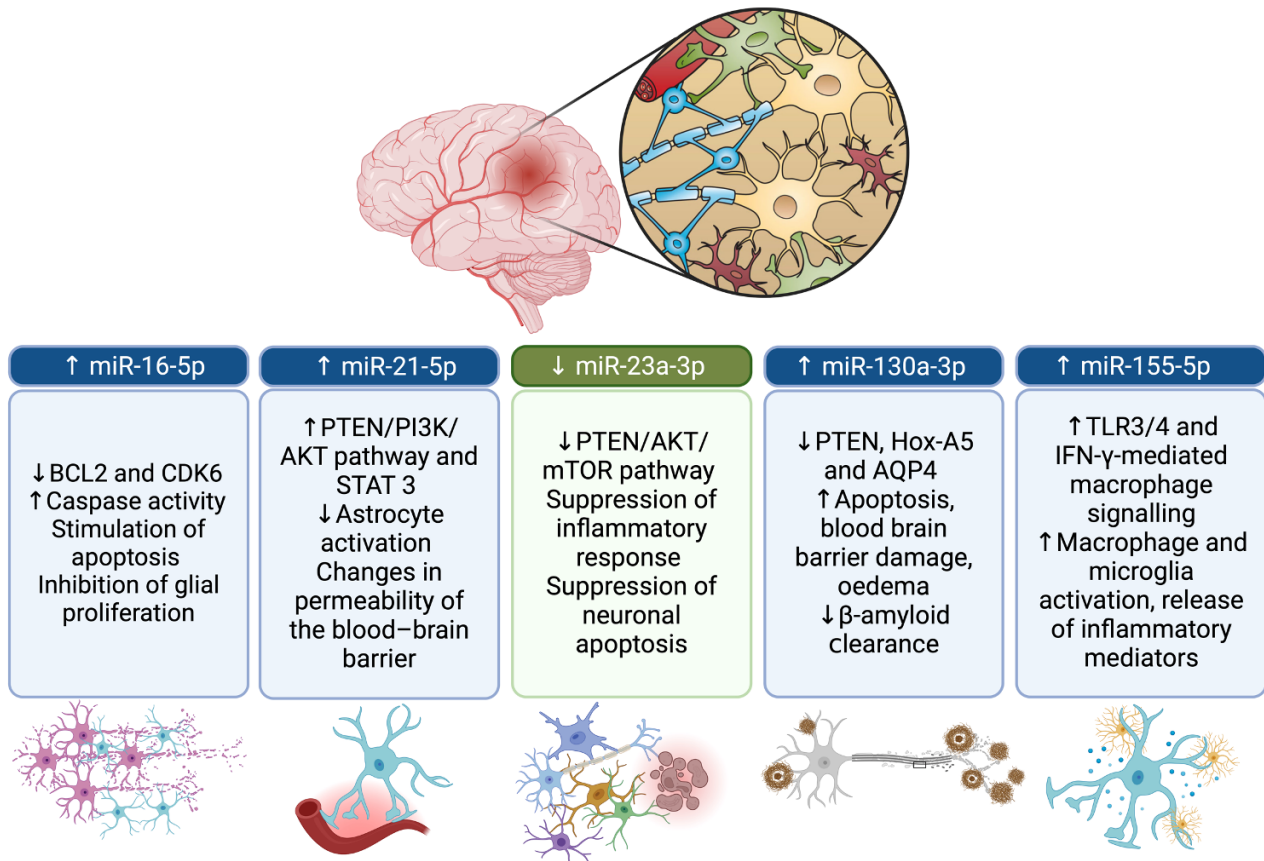 ↑ miR-16-5p
↓BCL2 and CDK6
↑Caspase activity
Stimulation of
apoptosis
Inhibition of glial
proliferation
↑ miR-21-5p
↑PTEN/PI3K/
AKT pathway and
STAT 3
↓Astrocyte
activation
Changes in
permeability of
the blood–brain
barrier
↓ miR-23a-3p
↓PTEN/AKT/
mTOR pathway
Suppression of
inflammatory
response
Suppression of
neuronal
apoptosis
↑ miR-130a-3p
↓PTEN, Hox-A5
and AQP4
↑Apoptosis,
blood brain
barrier damage,
oedema
↓β-amyloid
clearance
↑ miR-155-5p
↑TLR3/4 and
IFN-γ-mediated
macrophage
signalling
↑Macrophage and
microglia
activation, release
of inflammatory
mediators